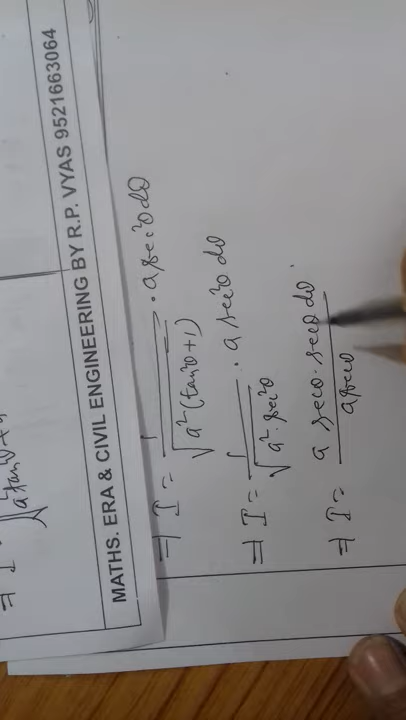 ⇒ I = ∫ √a²tan²θ + a
MATHS. ERA & CIVIL ENGINEERING BY R.P. VYAS 9521663064
⇒ I = ∫ 1/√a²(tan²θ+1) · a sec²θ dθ
⇒ I = ∫ 1/√a²·sec²θ · a sec²θ dθ
⇒ I = ∫ a secθ·secθ dθ/a secθ